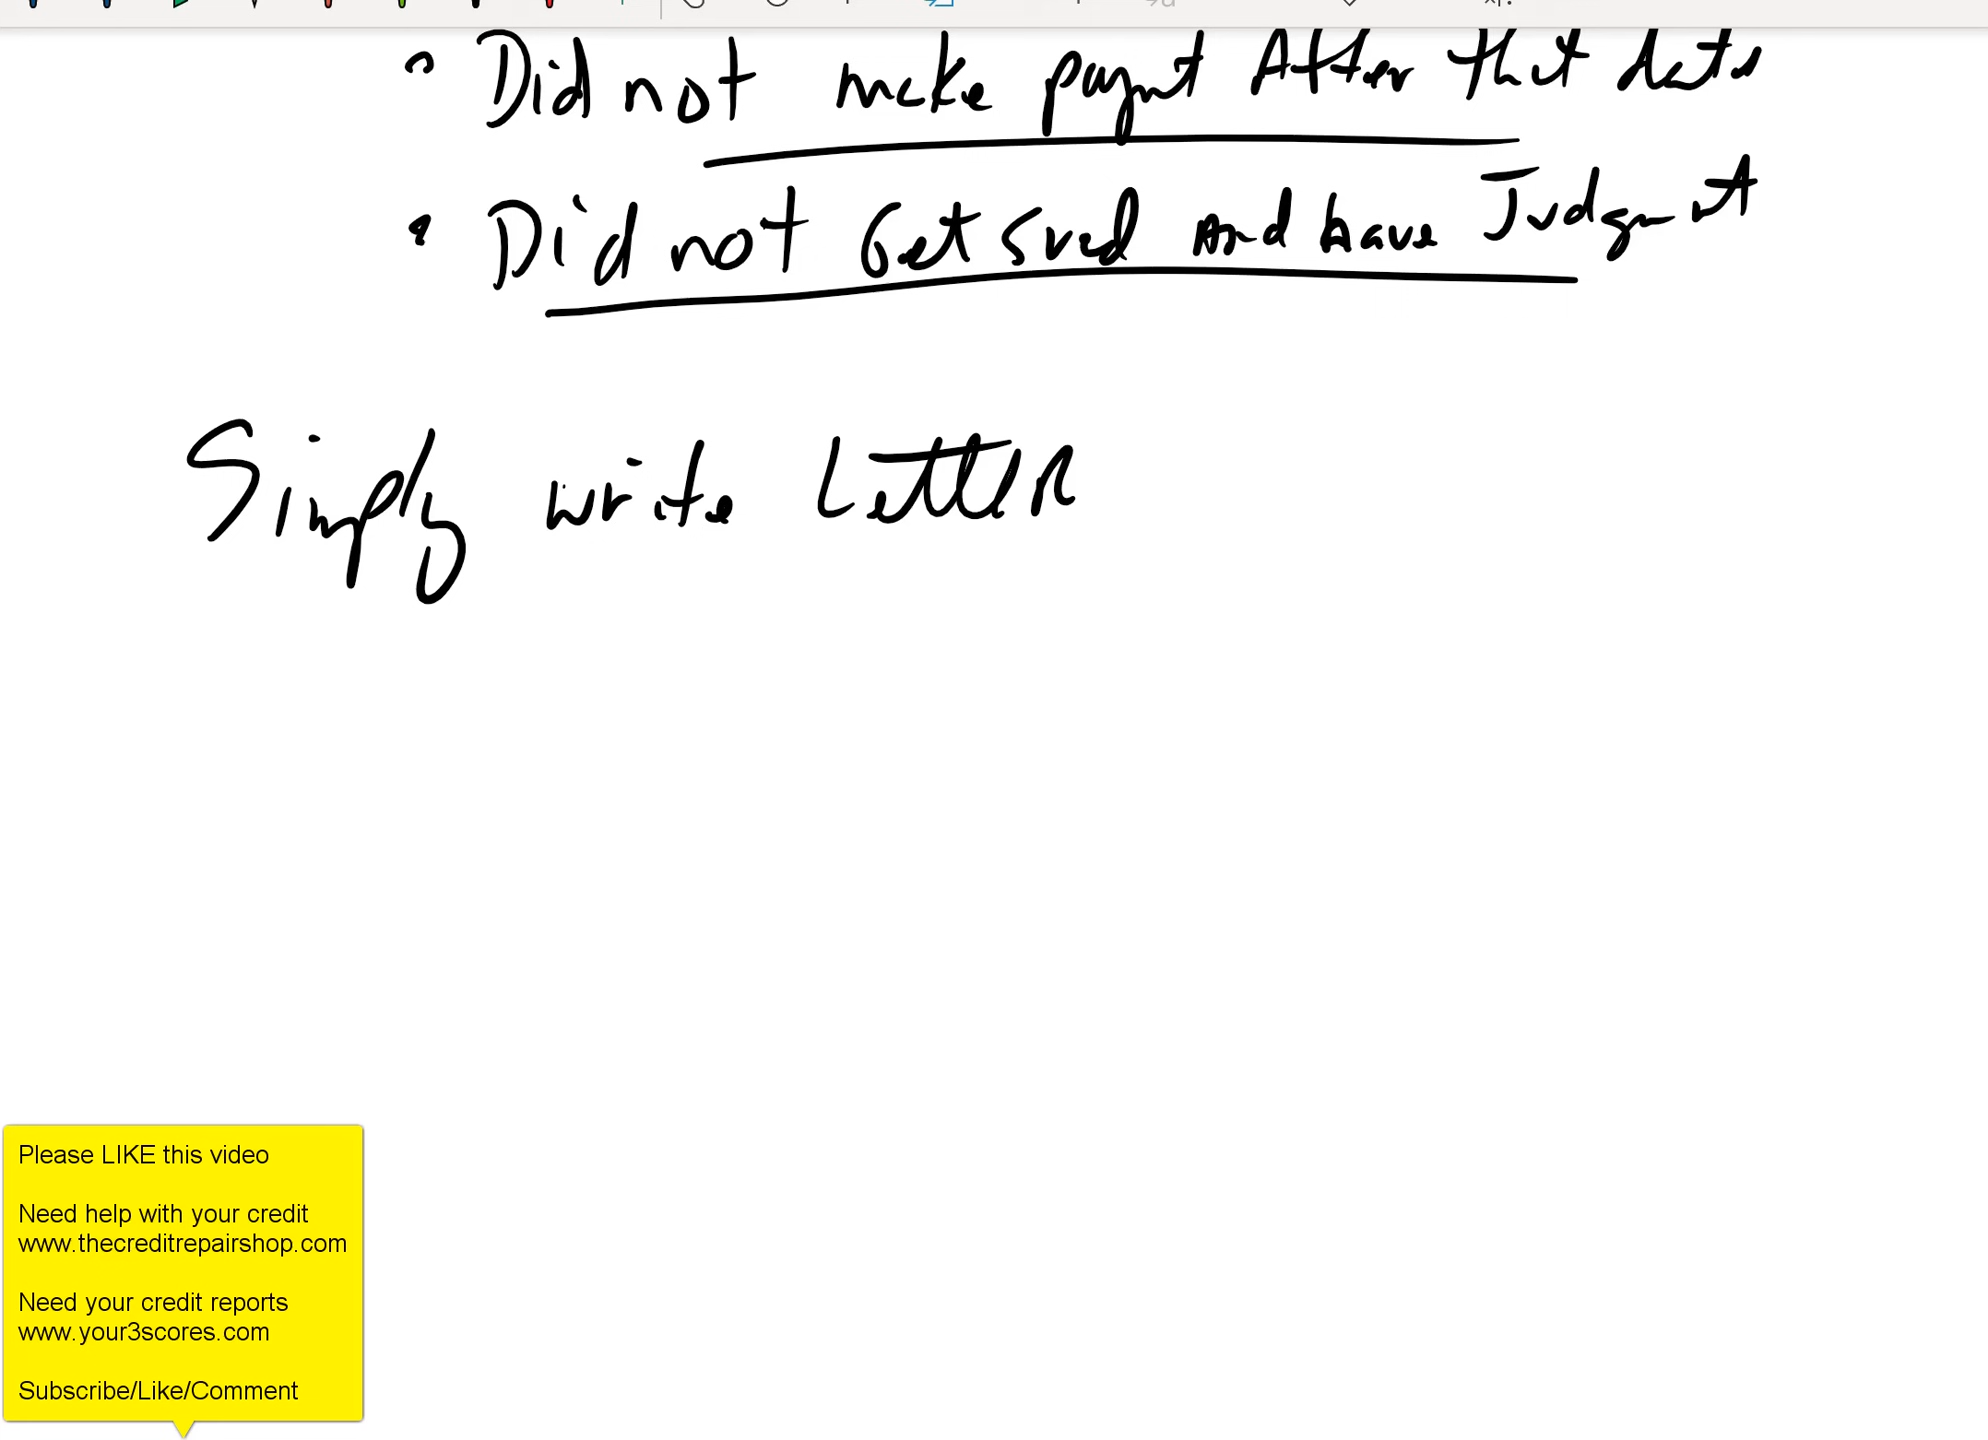 Did not make paymt After that date
Did not Get sued And have Judgment
Simply write Letter
Please LIKE this video
Need help with your credit
www.thecreditrepairshop.com
Need your credit reports
www.your3scores.com
Subscribe/Like/Comment